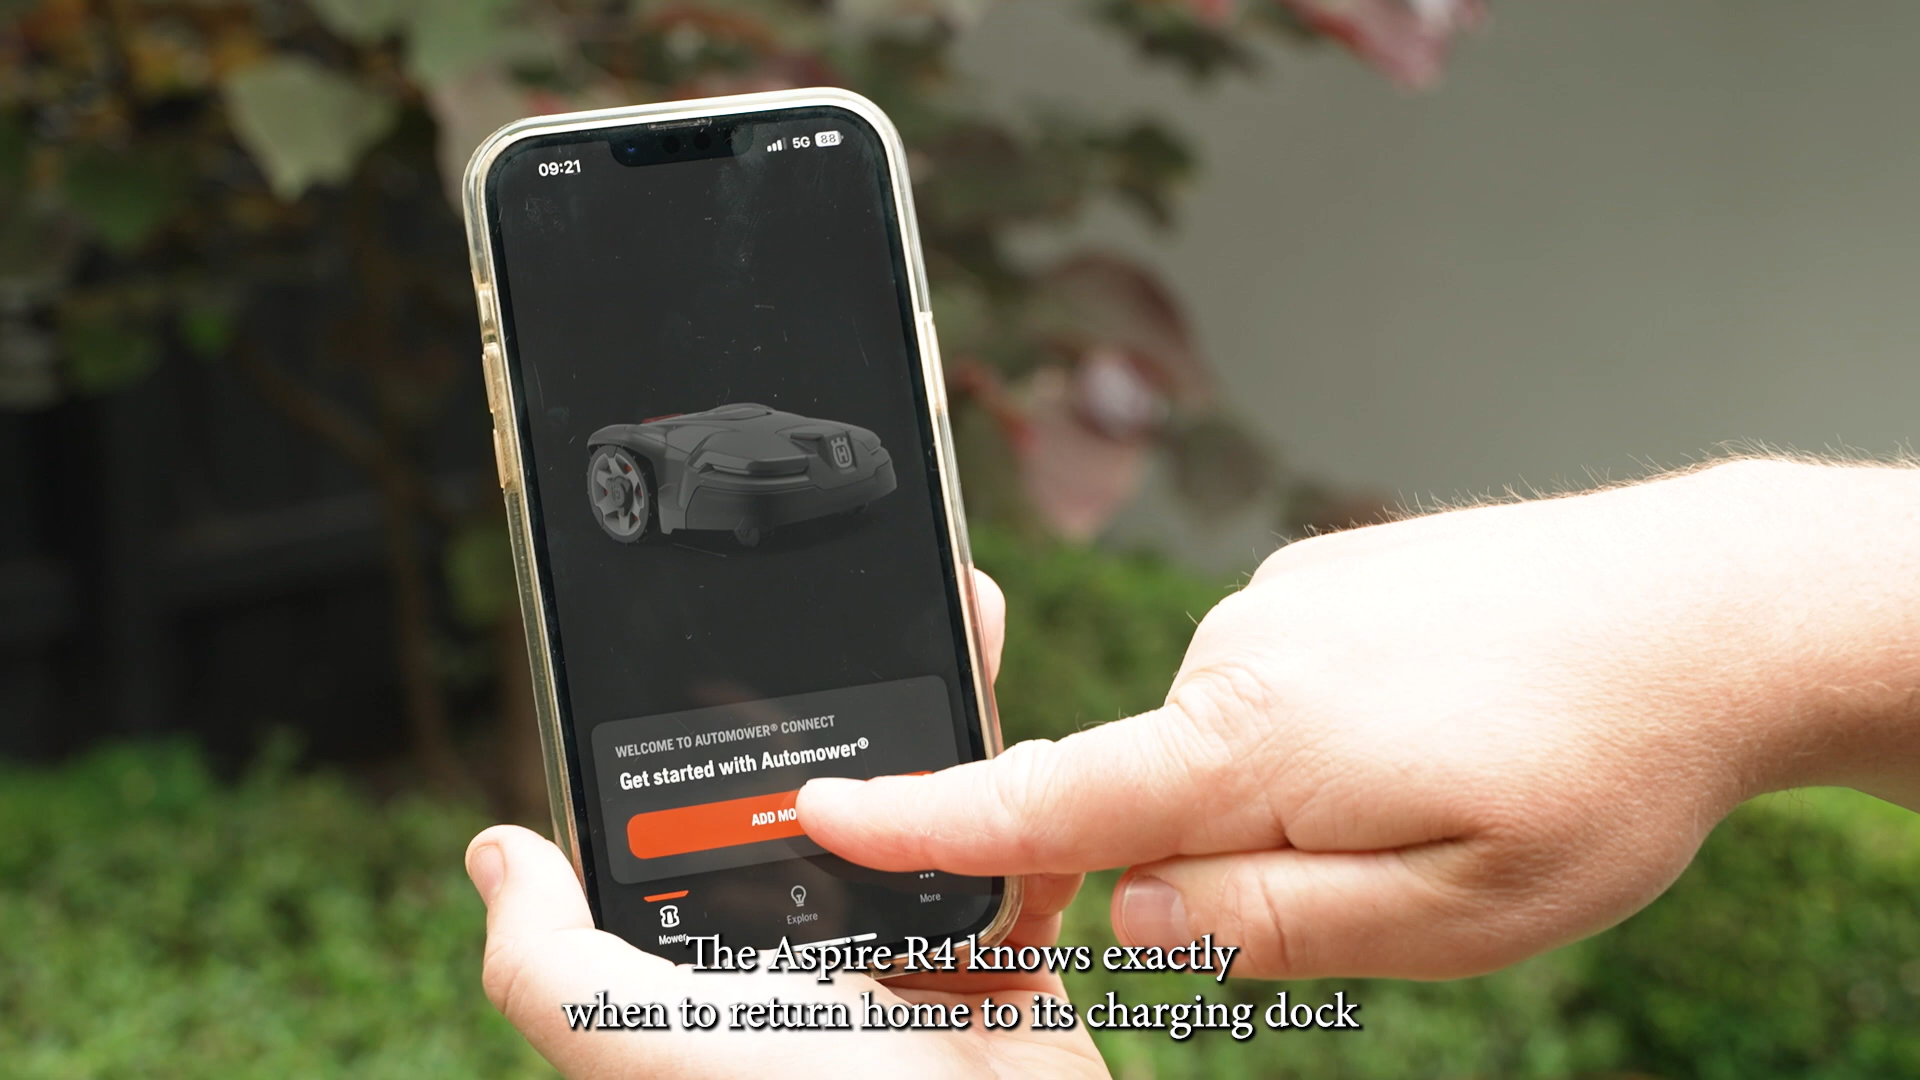 09:21
5G 88
WELCOME TO AUTOMOWER® CONNECT
Get started with Automower®
ADD MO
Mower
Explore
More
The Aspire R4 knows exactly
when to return home to its charging dock